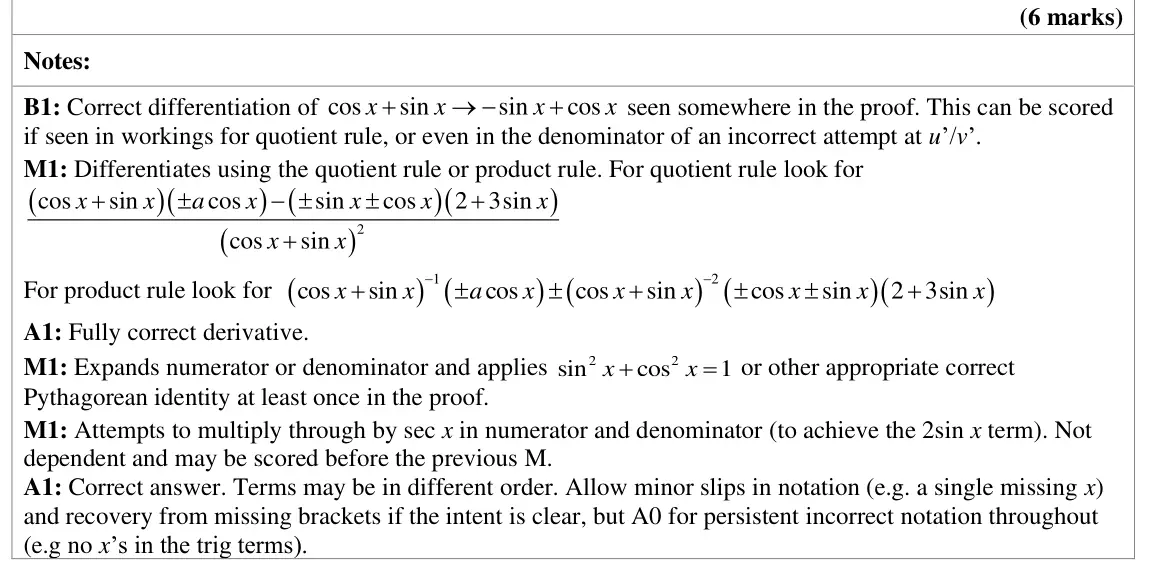 (6 marks)
Notes:
B1: Correct differentiation of cos x + sin x → −sin x + cos x seen somewhere in the proof. This can be scored
if seen in workings for quotient rule, or even in the denominator of an incorrect attempt at u’/v’.
M1: Differentiates using the quotient rule or product rule. For quotient rule look for
(cos x + sin x)(±a cos x) − (±sin x ± cos x)(2 + 3sin x)
(cos x + sin x)²
For product rule look for (cos x + sin x)⁻¹ (±a cos x) ± (cos x + sin x)⁻² (±cos x ± sin x)(2 + 3sin x)
A1: Fully correct derivative.
M1: Expands numerator or denominator and applies sin² x + cos² x = 1 or other appropriate correct
Pythagorean identity at least once in the proof.
M1: Attempts to multiply through by sec x in numerator and denominator (to achieve the 2sin x term). Not
dependent and may be scored before the previous M.
A1: Correct answer. Terms may be in different order. Allow minor slips in notation (e.g. a single missing x)
and recovery from missing brackets if the intent is clear, but A0 for persistent incorrect notation throughout
(e.g no x’s in the trig terms).